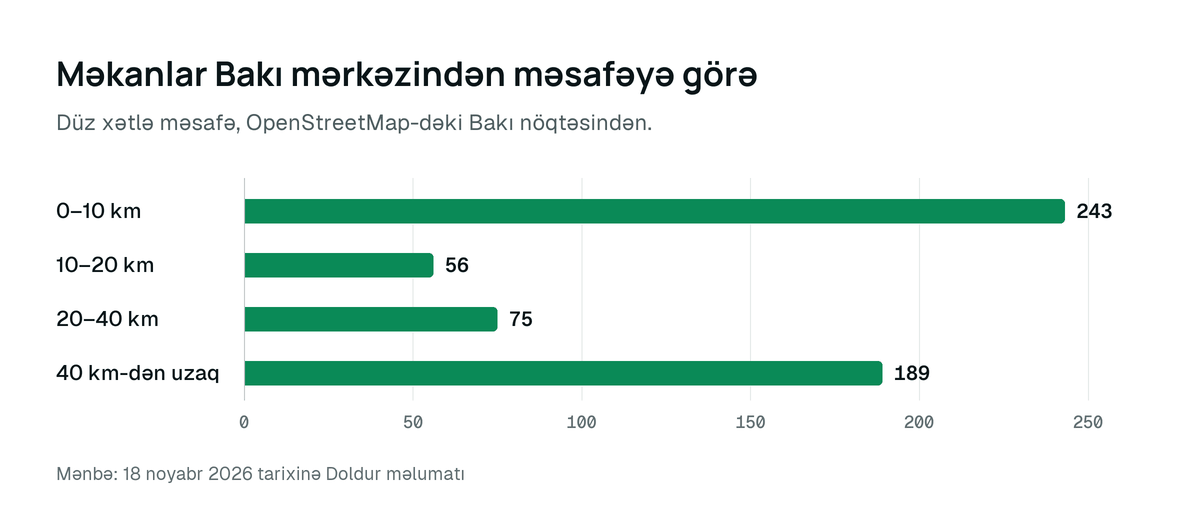 Məkanlar Bakı mərkəzindən məsafəyə görə
Düz xətlə məsafə, OpenStreetMap-dəki Bakı nöqtəsindən.
0–10 km 243
10–20 km 56
20–40 km 75
40 km-dən uzaq 189
0 50 100 150 200 250
Mənbə: 18 noyabr 2026 tarixinə Doldur məlumatı